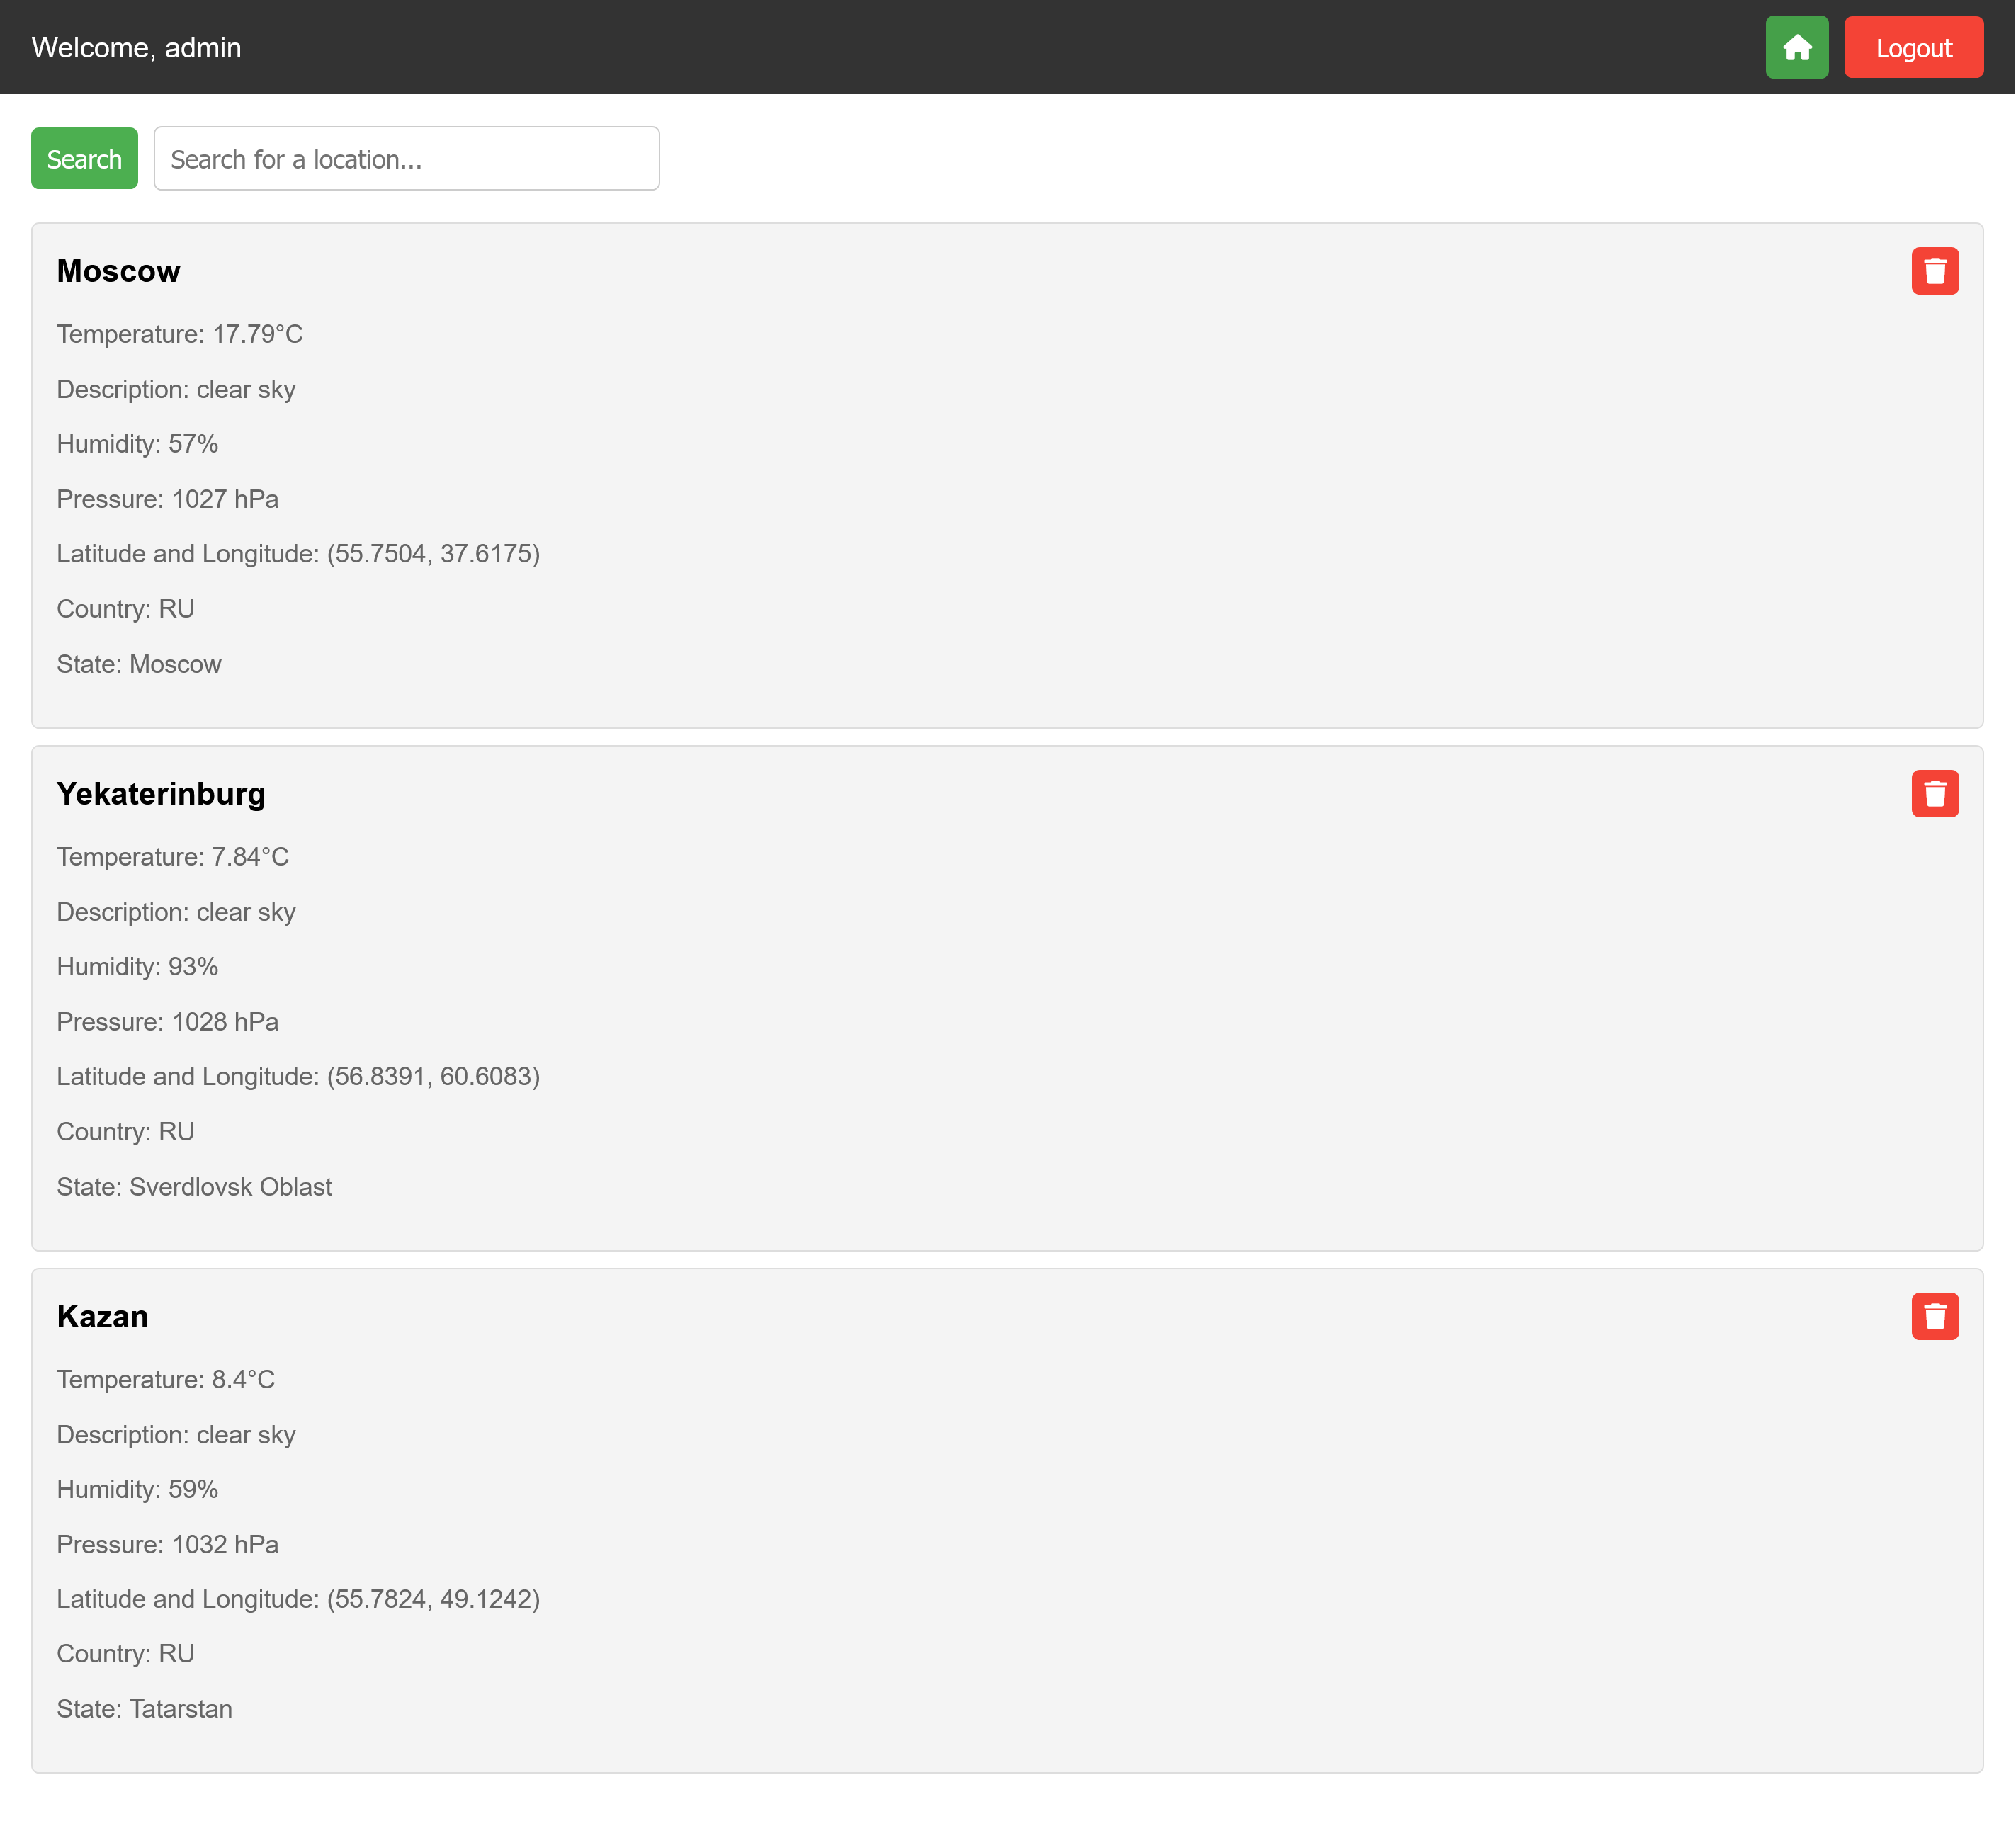 Welcome, admin
Logout
Search
Search for a location...
Moscow
Temperature: 17.79°C
Description: clear sky
Humidity: 57%
Pressure: 1027 hPa
Latitude and Longitude: (55.7504, 37.6175)
Country: RU
State: Moscow
Yekaterinburg
Temperature: 7.84°C
Description: clear sky
Humidity: 93%
Pressure: 1028 hPa
Latitude and Longitude: (56.8391, 60.6083)
Country: RU
State: Sverdlovsk Oblast
Kazan
Temperature: 8.4°C
Description: clear sky
Humidity: 59%
Pressure: 1032 hPa
Latitude and Longitude: (55.7824, 49.1242)
Country: RU
State: Tatarstan